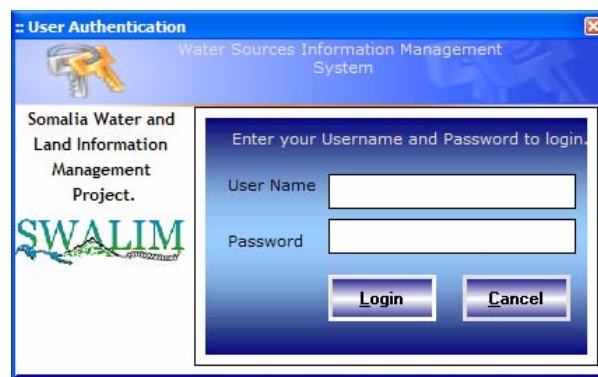 :: User Authentication
Water Sources Information Management
System
Somalia Water and
Land Information
Management
Project.
SWALIM
Enter your Username and Password to login.
User Name
Password
Login
Cancel